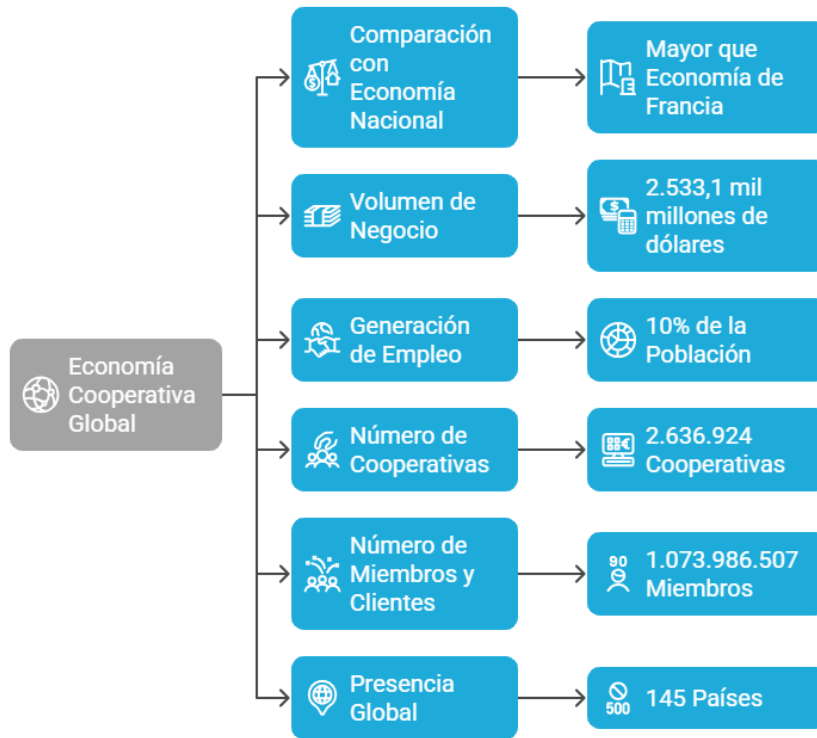 Comparación
con
Economía
Nacional
Mayor que
Economía de
Francia
Volumen de
Negocio
2.533,1 mil
millones de
dólares
Generación
de Empleo
10% de la
Población
Economía
Cooperativa
Global
Número de
Cooperativas
2.636.924
Cooperativas
Número de
Miembros y
Clientes
90
1.073.986.507
Miembros
Presencia
Global
500
145 Países